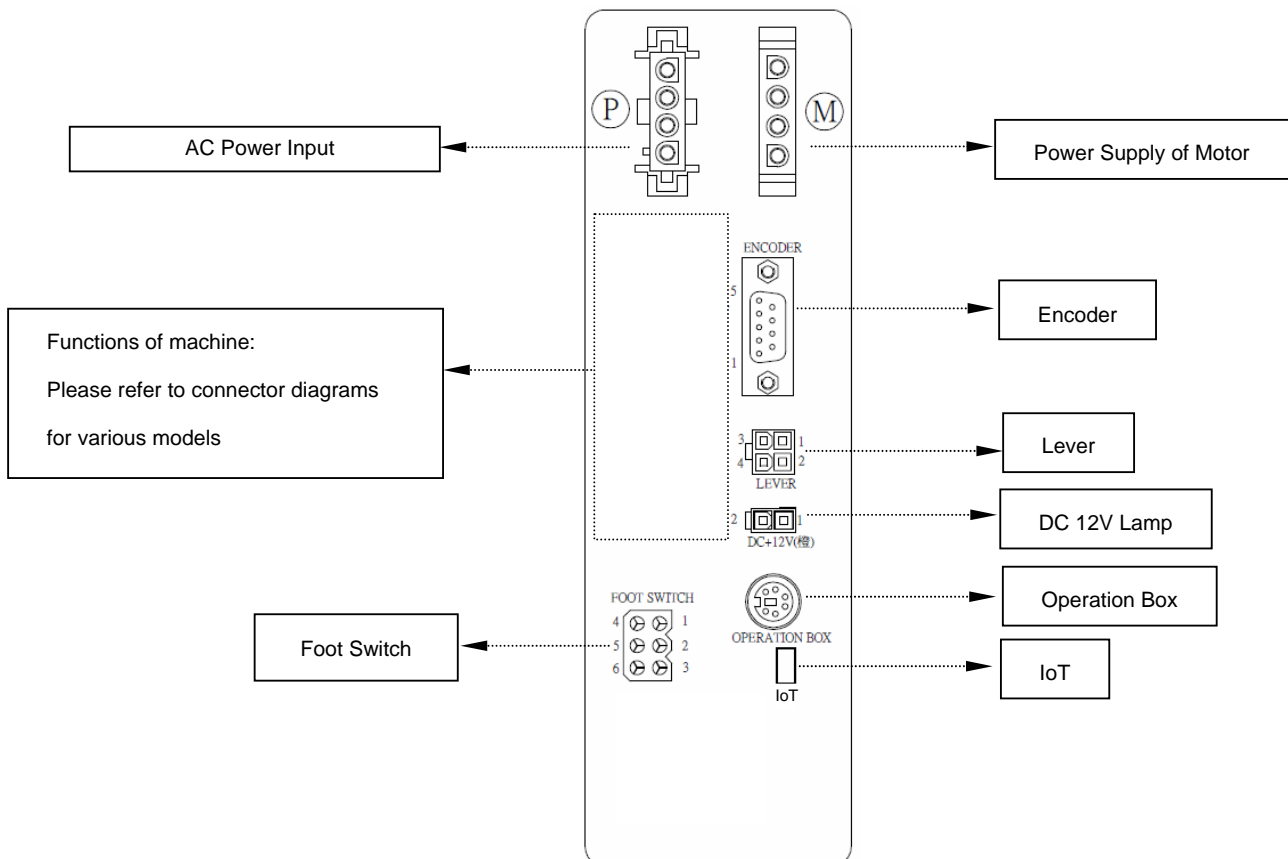 P
M
AC Power Input
Power Supply of Motor
ENCODER
5
1
Encoder
Functions of machine:
Please refer to connector diagrams
for various models
3 1
4 2
LEVER
Lever
2 1
DC+12V(橙)
DC 12V Lamp
FOOT SWITCH
4 1
5 2
6 3
Foot Switch
OPERATION BOX
Operation Box
IoT
IoT